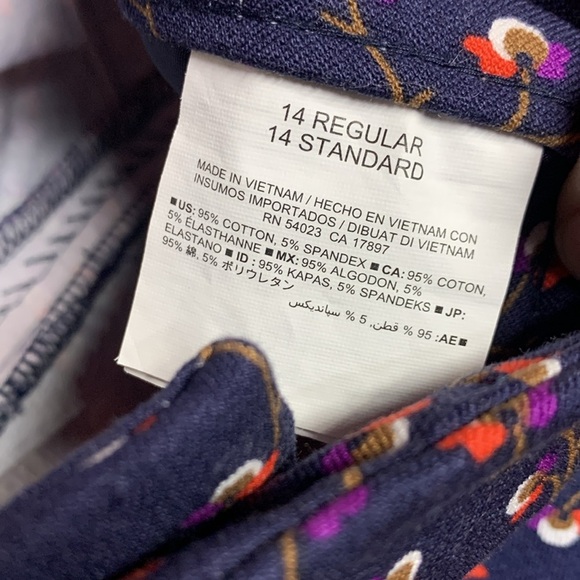 14 REGULAR
14 STANDARD
MADE IN VIETNAM / HECHO EN VIETNAM CON
INSUMOS IMPORTADOS / DIBUAT DI VIETNAM
RN 54023 CA 17897
■US: 95% COTTON, 5% SPANDEX ■ CA: 95% COTON,
5% ÉLASTHANNE ■ MX: 95% ALGODON, 5%
ELASTANO ■ ID : 95% KAPAS, 5% SPANDEKS ■ JP:
95% 綿, 5% ポリウレタン
■AE: 95 % قطن, 5 % سباندیکس